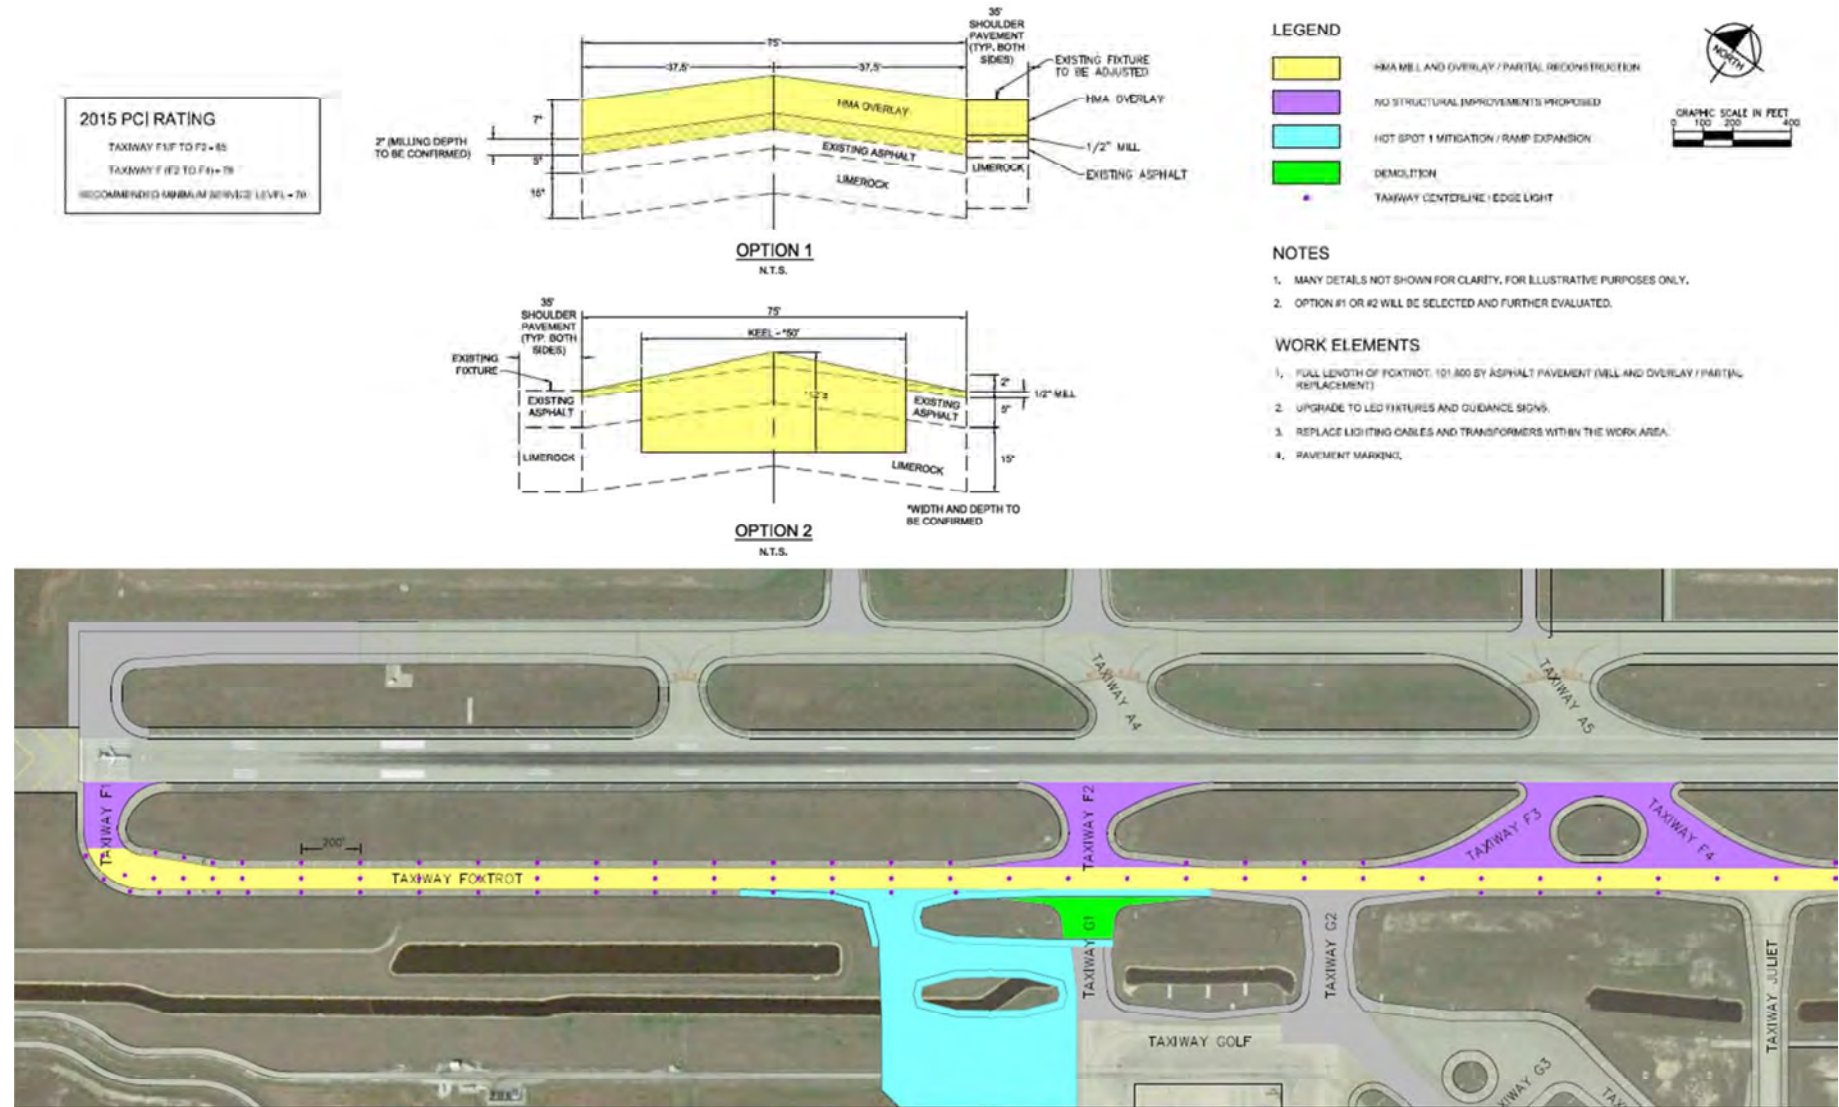 2015 PCI RATING
TAXIWAY F1/F TO F2 = 65
TAXIWAY F (F2 TO F4) = 78
RECOMMENDED MINIMUM SERVICE LEVEL = 70
35'
SHOULDER
PAVEMENT
(TYP. BOTH
SIDES)
75'
37.5'
37.5'
EXISTING FIXTURE
TO BE ADJUSTED
HMA OVERLAY
HMA OVERLAY
7"
2" (MILLING DEPTH
TO BE CONFIRMED)
5"
15"
EXISTING ASPHALT
LIMEROCK
1/2" MILL
LIMEROCK
EXISTING ASPHALT
OPTION 1
N.T.S.
35'
SHOULDER
PAVEMENT
(TYP. BOTH
SIDES)
75'
KEEL - *50'
EXISTING
FIXTURE
2"
1/2" MILL
EXISTING
ASPHALT
EXISTING
ASPHALT
5"
LIMEROCK
LIMEROCK
15"
*WIDTH AND DEPTH TO
BE CONFIRMED
OPTION 2
N.T.S.
LEGEND
HMA MILL AND OVERLAY / PARTIAL RECONSTRUCTION
NO STRUCTURAL IMPROVEMENTS PROPOSED
HOT SPOT 1 MITIGATION / RAMP EXPANSION
DEMOLITION
TAXIWAY CENTERLINE / EDGE LIGHT
NORTH
GRAPHIC SCALE IN FEET
0 100 200 400
NOTES
1. MANY DETAILS NOT SHOWN FOR CLARITY. FOR ILLUSTRATIVE PURPOSES ONLY.
2. OPTION #1 OR #2 WILL BE SELECTED AND FURTHER EVALUATED.
WORK ELEMENTS
1. FULL LENGTH OF FOXTROT. 101,800 SY ASPHALT PAVEMENT (MILL AND OVERLAY / PARTIAL
REPLACEMENT)
2. UPGRADE TO LED FIXTURES AND GUIDANCE SIGNS.
3. REPLACE LIGHTING CABLES AND TRANSFORMERS WITHIN THE WORK AREA.
4. PAVEMENT MARKING.
TAXIWAY A4
TAXIWAY A5
TAXIWAY F1
TAXIWAY F2
TAXIWAY F3
TAXIWAY F4
200'
TAXIWAY FOXTROT
TAXIWAY G1
TAXIWAY G2
TAXIWAY JULIET
TAXIWAY GOLF
XIWAY G3
TAXI